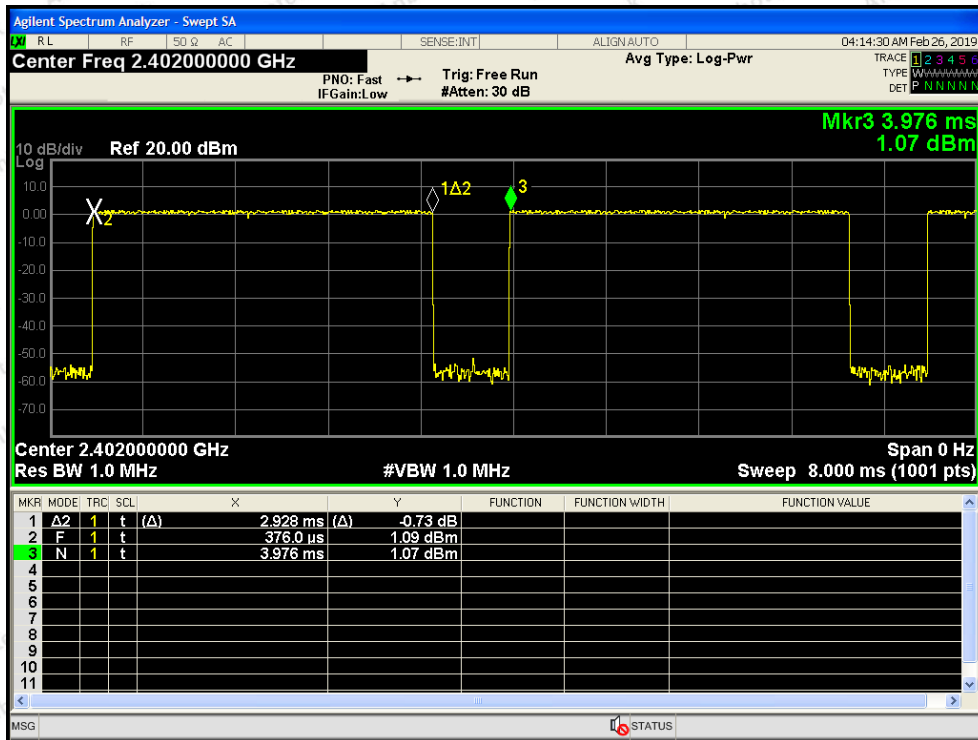 Agilent Spectrum Analyzer - Swept SA
LXI RL RF 50 Ω AC SENSE:INT ALIGN AUTO 04:14:30 AM Feb 26, 2019
Center Freq 2.402000000 GHz
Avg Type: Log-Pwr
TRACE 1 2 3 4 5 6
PNO: Fast Trig: Free Run
TYPE WWWWWW
IFGain:Low #Atten: 30 dB
DET P N N N N N
Mkr3 3.976 ms
10 dB/div Ref 20.00 dBm 1.07 dBm
Log
10.0
1Δ2
3
0.00
2
-10.0
-20.0
-30.0
-40.0
-50.0
-60.0
-70.0
Center 2.402000000 GHz Span 0 Hz
Res BW 1.0 MHz #VBW 1.0 MHz Sweep 8.000 ms (1001 pts)
MKR MODE TRC SCL X Y FUNCTION FUNCTION WIDTH FUNCTION VALUE
1 Δ2 1 t (Δ) 2.928 ms (Δ) -0.73 dB
2 F 1 t 376.0 µs 1.09 dBm
3 N 1 t 3.976 ms 1.07 dBm
4
5
6
7
8
9
10
11
MSG STATUS